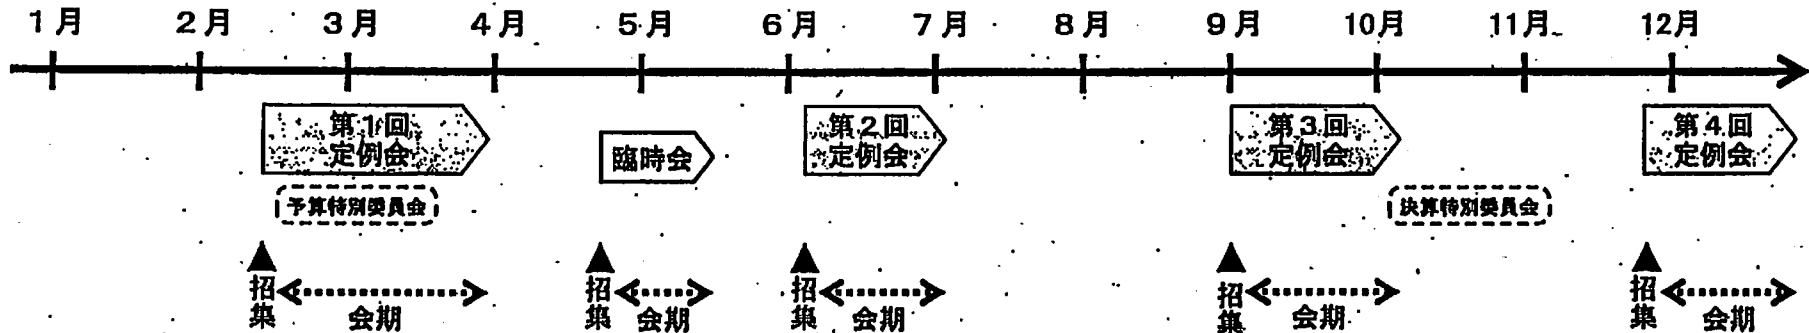 1月 2月 3月 4月 5月 6月 7月 8月 9月 10月 11月 12月
第1回
定例会
臨時会
第2回
定例会
第3回
定例会
第4回
定例会
予算特別委員会
決算特別委員会
招集
会期
招集
会期
招集
会期
招集
会期
招集
会期